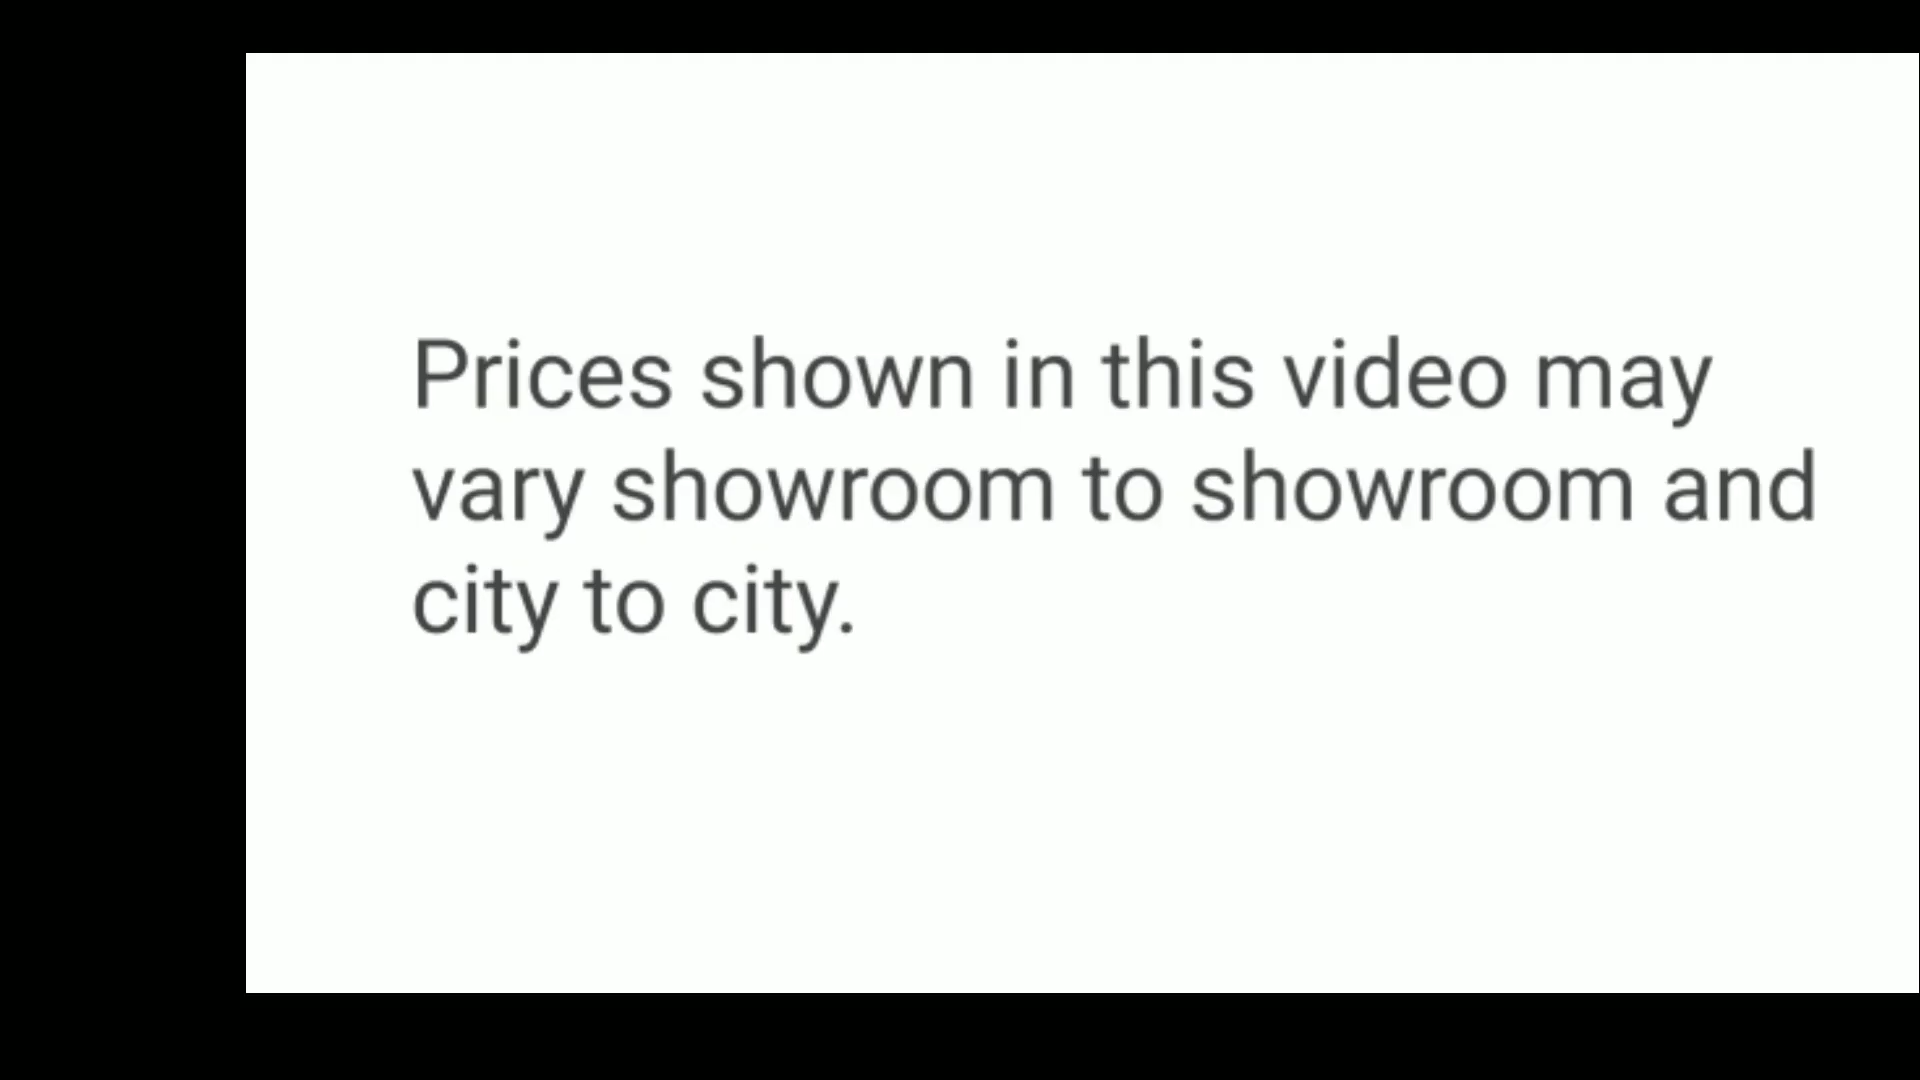 Prices shown in this video may
vary showroom to showroom and
city to city.